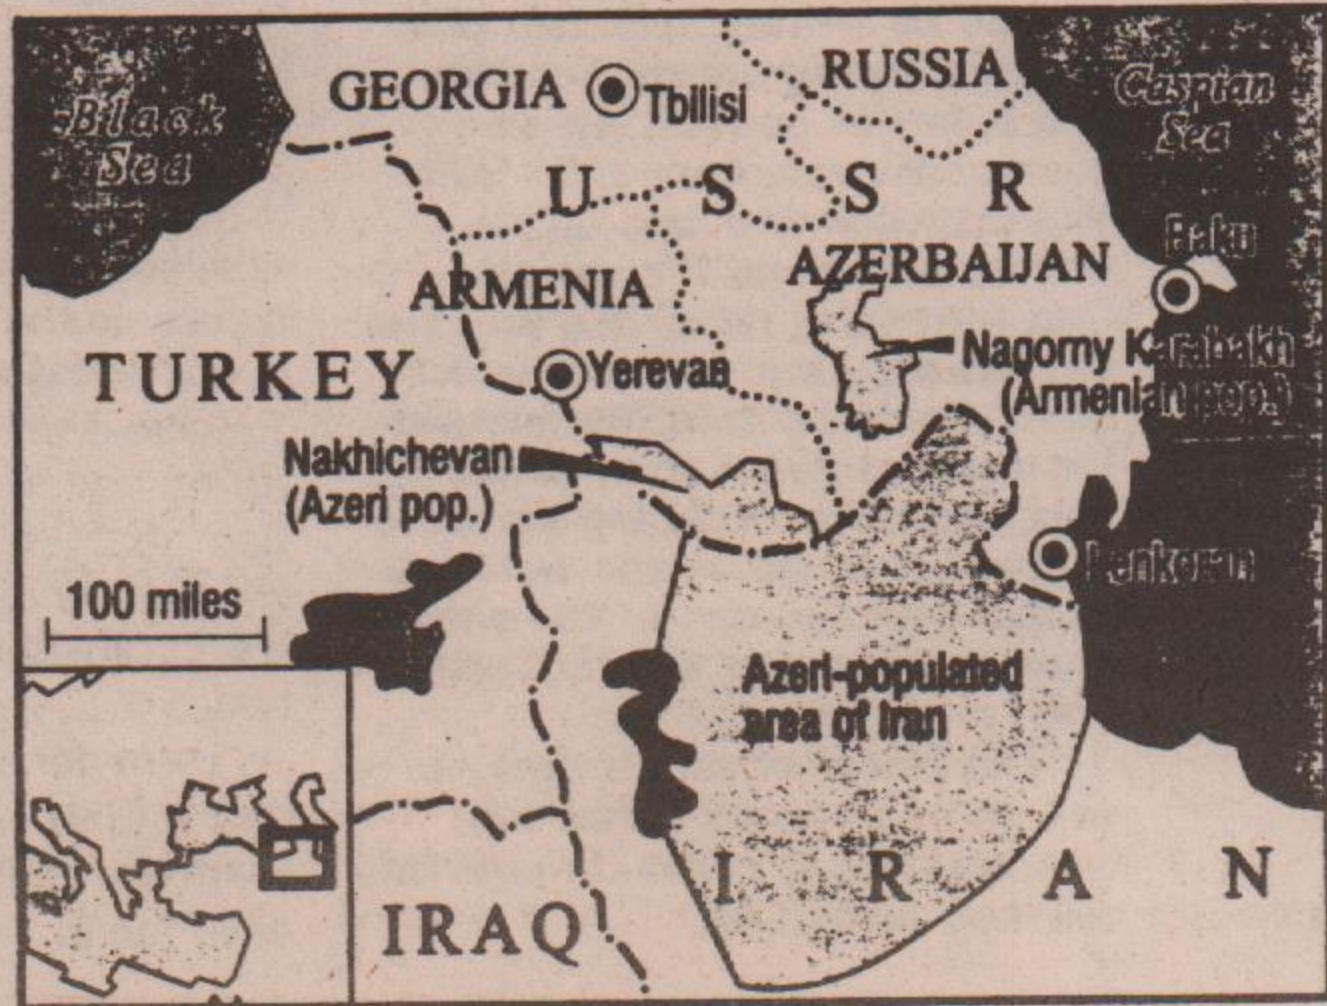 Black
Sea
GEORGIA
Tbilisi
RUSSIA
Caspian
Sea
U S S R
ARMENIA
AZERBAIJAN
Baku
TURKEY
Yerevan
Nagorny Karabakh
(Armenian pop.)
Nakhichevan
(Azeri pop.)
Lenkoran
100 miles
Azeri-populated
area of Iran
I R A N
IRAQ